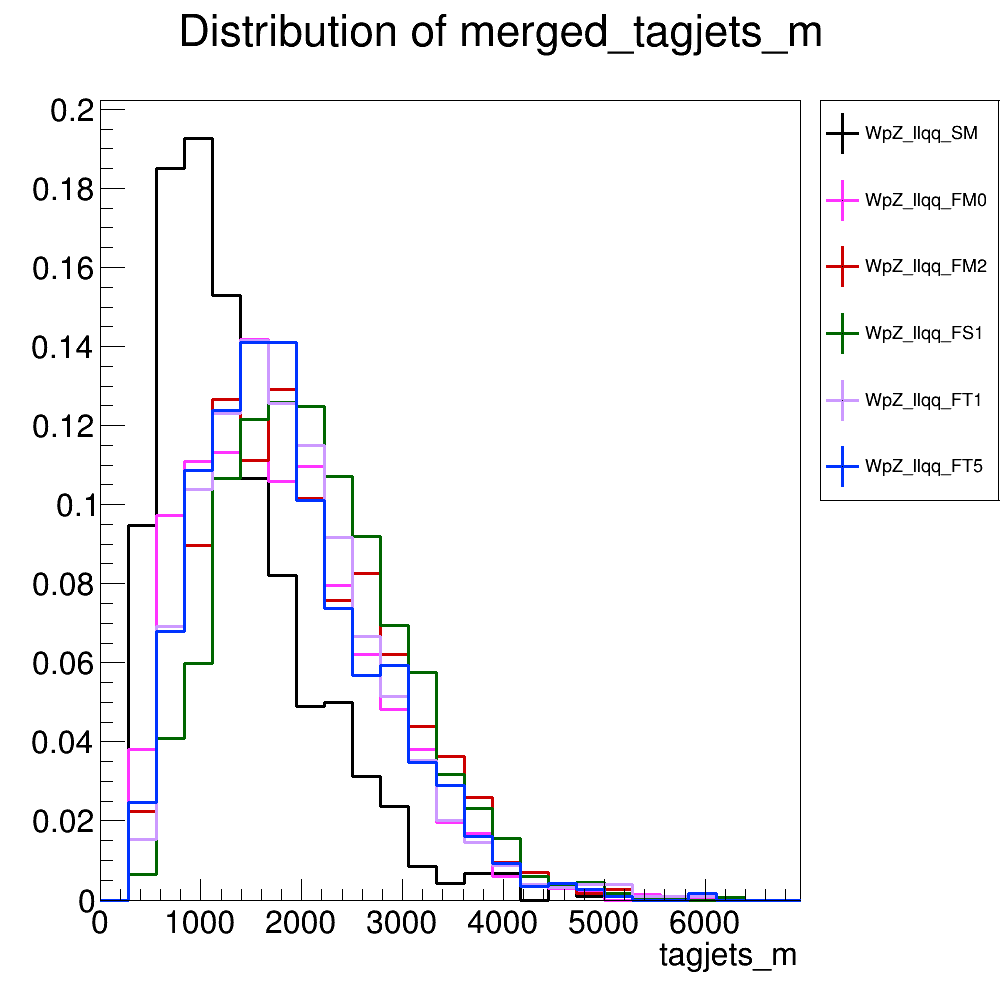 Distribution of merged_tagjets_m
0.2
0.18
0.16
0.14
0.12
0.1
0.08
0.06
0.04
0.02
0
0 1000 2000 3000 4000 5000 6000
tagjets_m
WpZ_llqq_SM
WpZ_llqq_FM0
WpZ_llqq_FM2
WpZ_llqq_FS1
WpZ_llqq_FT1
WpZ_llqq_FT5